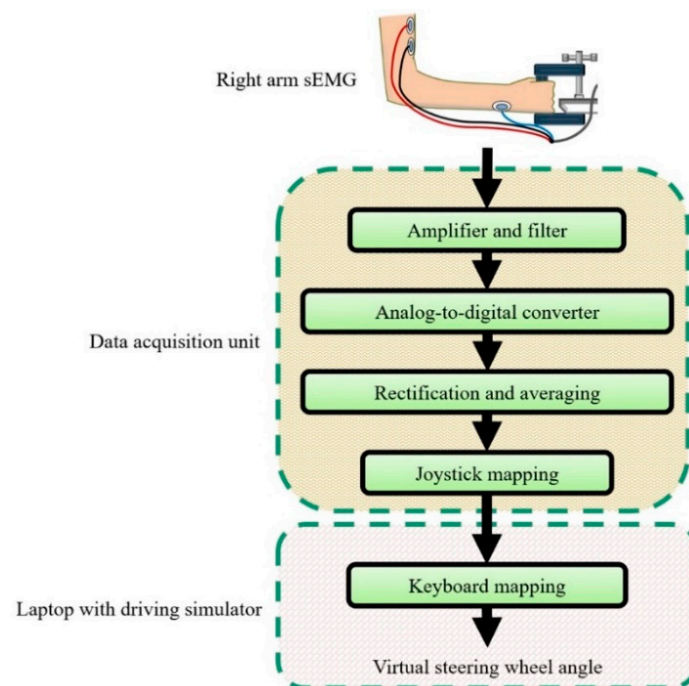 Right arm sEMG
Amplifier and filter
Analog-to-digital converter
Data acquisition unit
Rectification and averaging
Joystick mapping
Keyboard mapping
Laptop with driving simulator
Virtual steering wheel angle